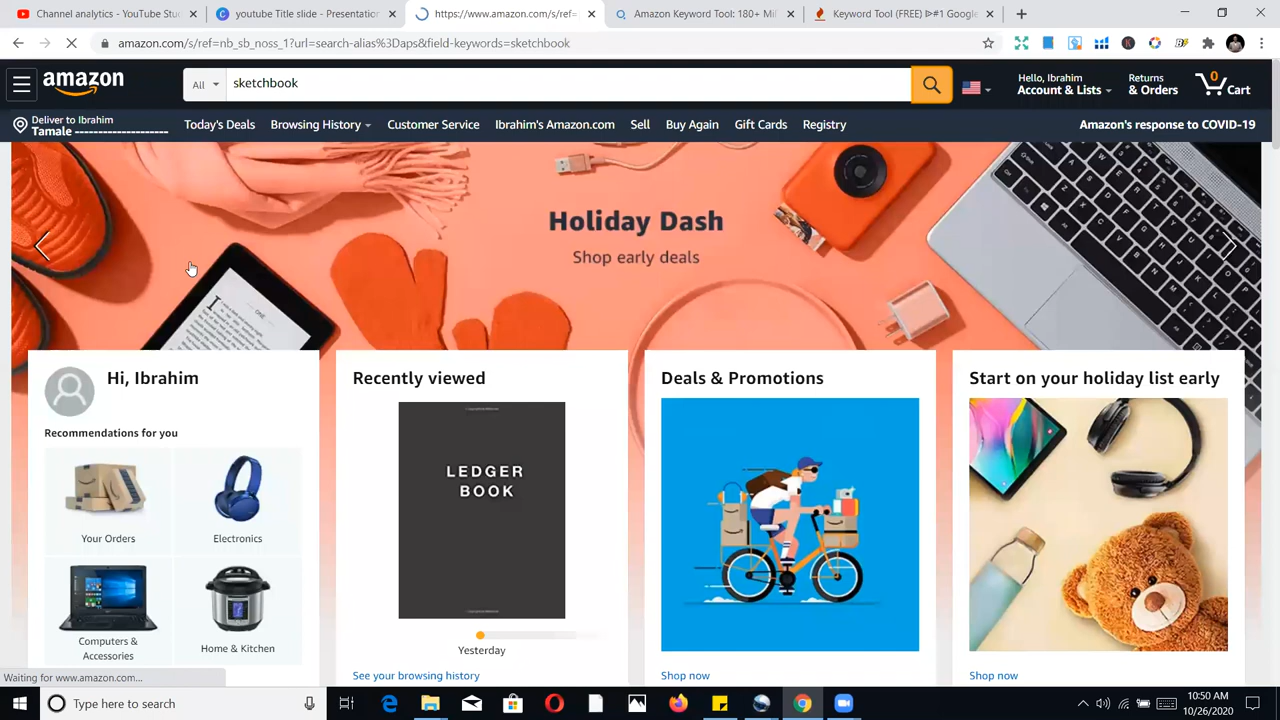 Channel analytics - YouTube Stu
youtube Title slide - Presentation
https://www.amazon.com/s/ref=
Amazon Keyword Tool: 180+ Mil
Keyword Tool (FREE) ᐈ#1 Google
amazon.com/s/ref=nb_sb_noss_1?url=search-alias%3Daps&field-keywords=sketchbook
amazon
All
sketchbook
Hello, Ibrahim
Account & Lists
Returns
& Orders
0
Cart
Deliver to Ibrahim
Tamale --------------------
Today's Deals
Browsing History
Customer Service
Ibrahim's Amazon.com
Sell
Buy Again
Gift Cards
Registry
Amazon's response to COVID-19
Holiday Dash
Shop early deals
Hi, Ibrahim
Recommendations for you
Your Orders
Electronics
Computers &
Accessories
Home & Kitchen
Recently viewed
LEDGER
BOOK
Yesterday
See your browsing history
Deals & Promotions
Shop now
Start on your holiday list early
Shop now
Waiting for www.amazon.com...
Type here to search
10:50 AM
10/26/2020